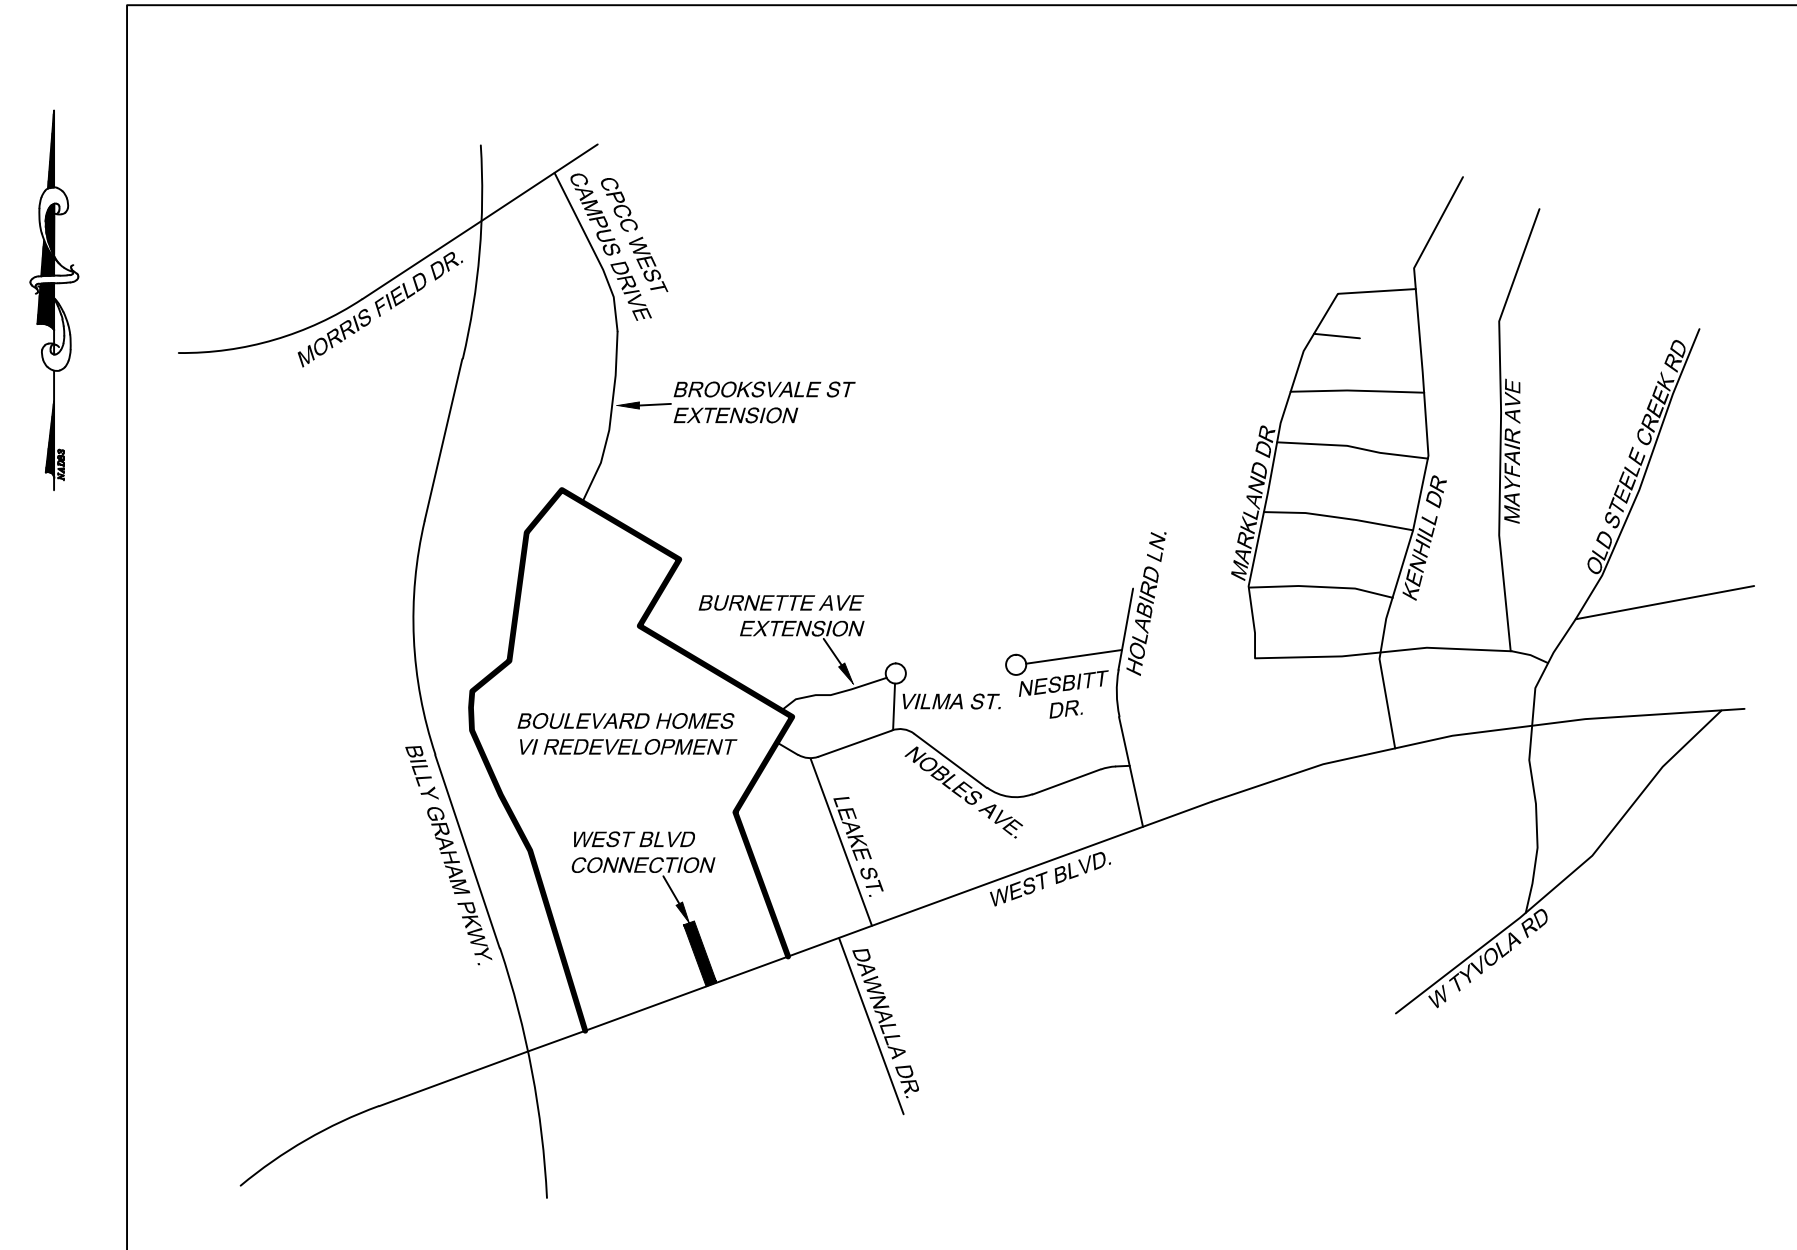 NAD83
CPCC WEST
CAMPUS DRIVE
MORRIS FIELD DR.
BROOKSVALE ST
EXTENSION
MARKLAND DR
KENHILL DR
MAYFAIR AVE
OLD STEELE CREEK RD
BURNETTE AVE
EXTENSION
HOLABIRD LN.
VILMA ST.
NESBITT
DR.
BOULEVARD HOMES
VI REDEVELOPMENT
BILLY GRAHAM PKWY.
NOBLES AVE.
LEAKE ST.
WEST BLVD
CONNECTION
WEST BLVD.
W TYVOLA RD
DAWNALLA DR.